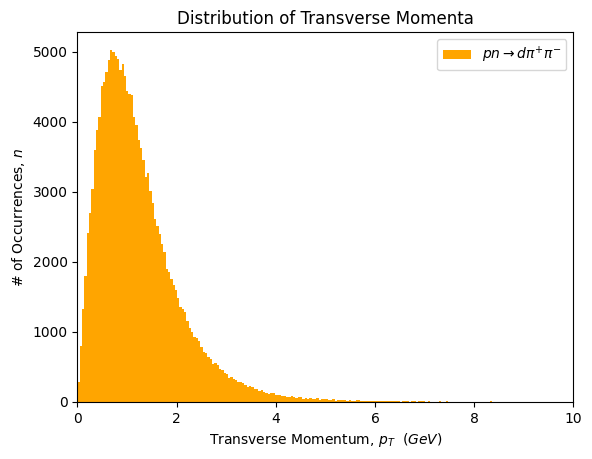 Distribution of Transverse Momenta
pn → dπ⁺π⁻
# of Occurrences, n
5000
4000
3000
2000
1000
0
0 2 4 6 8 10
Transverse Momentum, p_T (GeV)